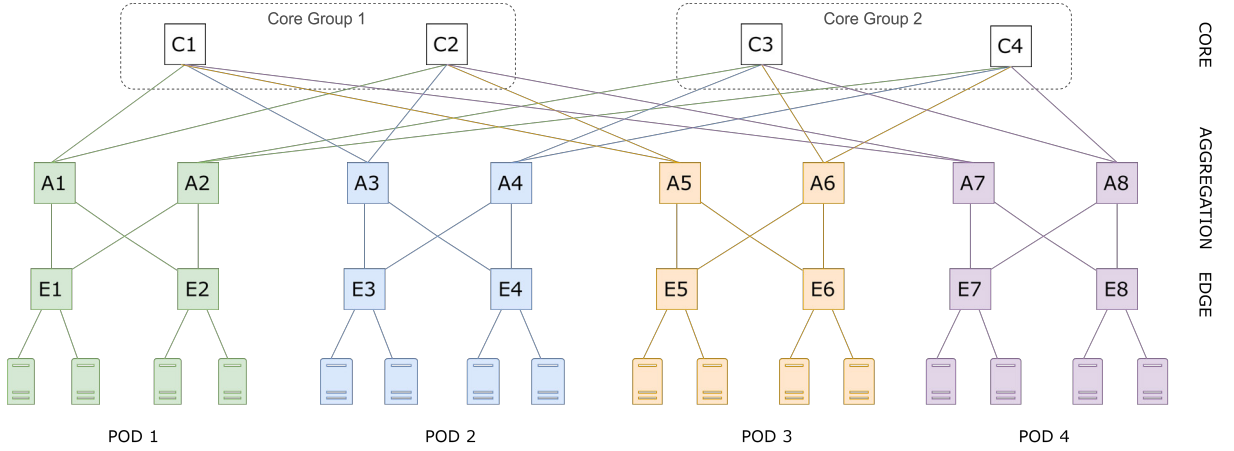 Core Group 1
Core Group 2
C1
C2
C3
C4
CORE
A1
A2
A3
A4
A5
A6
A7
A8
AGGREGATION
E1
E2
E3
E4
E5
E6
E7
E8
EDGE
POD 1
POD 2
POD 3
POD 4